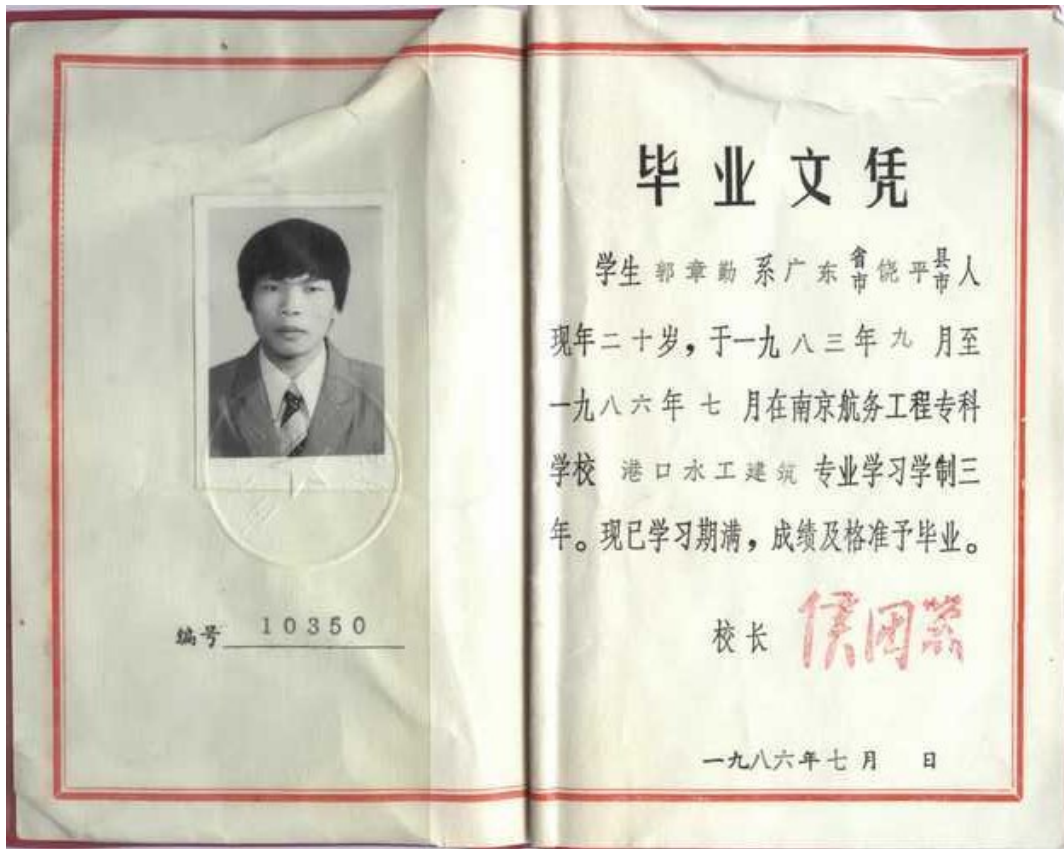 编号 10350
毕业文凭
学生 郭章勤 系广东省市饶平县市人
现年二十岁，于一九八三年九月至
一九八六年七月在南京航务工程专科
学校 港口水工建筑 专业学习学制三
年。现已学习期满，成绩及格准予毕业。
校长
一九八六年七月 日